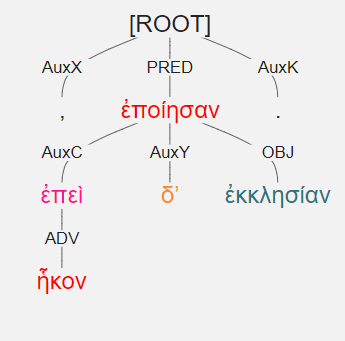 [ROOT]
AuxX PRED AuxK
, ἐποίησαν .
AuxC AuxY OBJ
ἐπεὶ δ’ ἐκκλησίαν
ADV
ἧκον